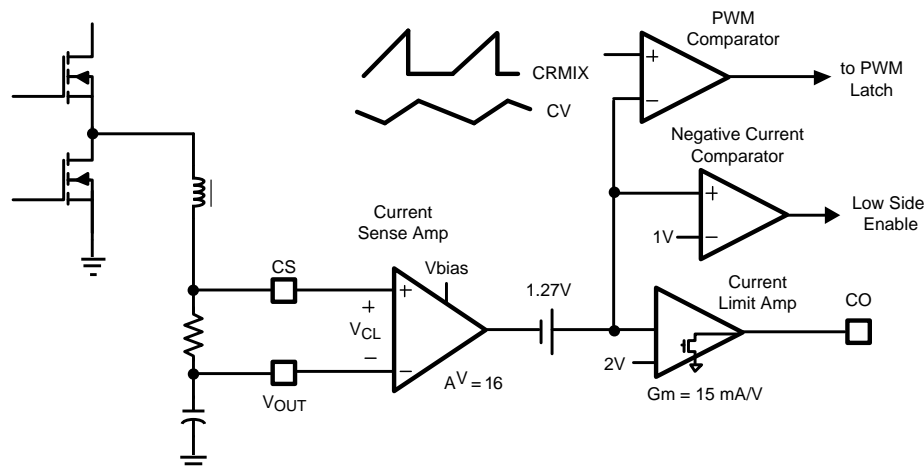 PWM
Comparator
CRMIX
CV
+
−
to PWM
Latch
Negative Current
Comparator
+
1V −
Low Side
Enable
Current
Sense Amp
CS
Vbias
+
VCL
−
+
−
1.27V
Current
Limit Amp
CO
2V
VOUT
AV = 16
Gm = 15 mA/V